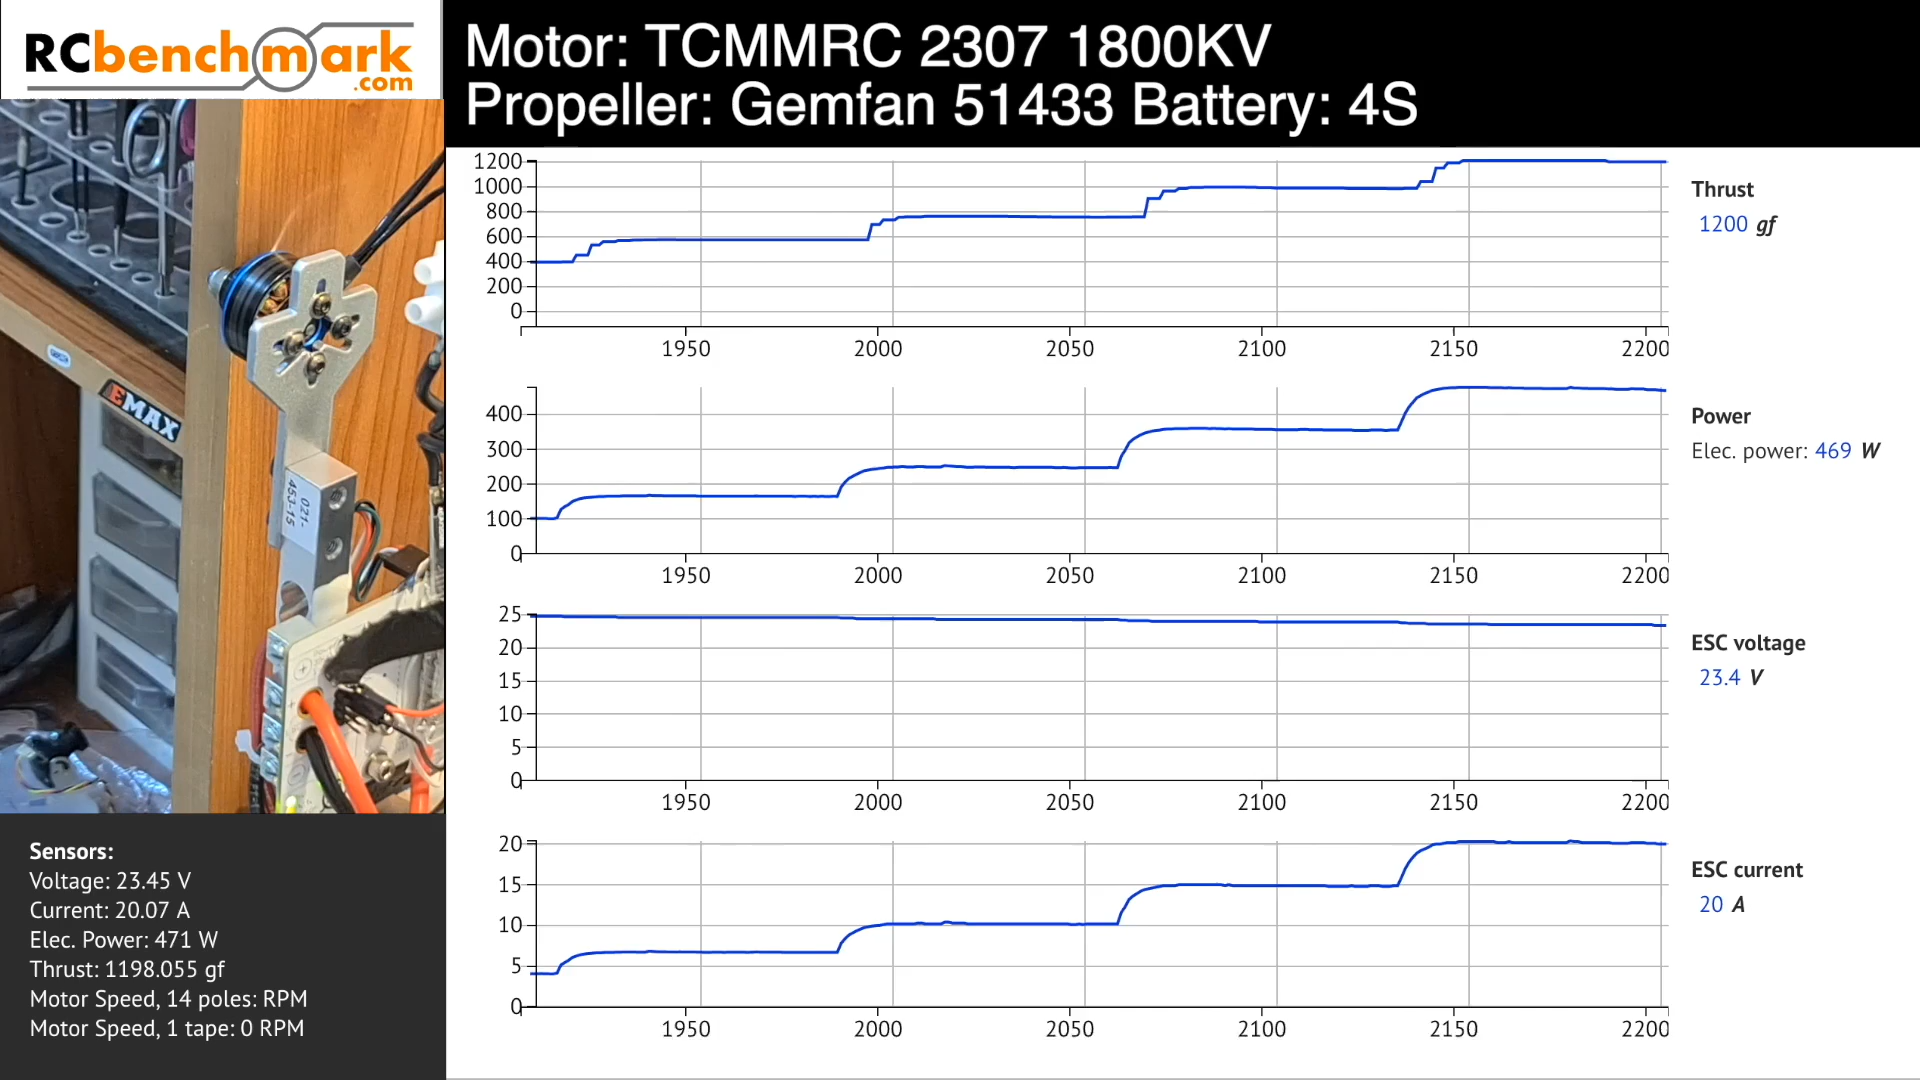 RCbenchmark
.com
Motor: TCMMRC 2307 1800KV
Propeller: Gemfan 51433 Battery: 4S
EMAX
021-
453-15
Sensors:
Voltage: 23.45 V
Current: 20.07 A
Elec. Power: 471 W
Thrust: 1198.055 gf
Motor Speed, 14 poles: RPM
Motor Speed, 1 tape: 0 RPM
1200
1000
800
600
400
200
0
1950 2000 2050 2100 2150 2200
Thrust
1200 gf
400
300
200
100
0
1950 2000 2050 2100 2150 2200
Power
Elec. power: 469 W
25
20
15
10
5
0
1950 2000 2050 2100 2150 2200
ESC voltage
23.4 V
20
15
10
5
0
1950 2000 2050 2100 2150 2200
ESC current
20 A